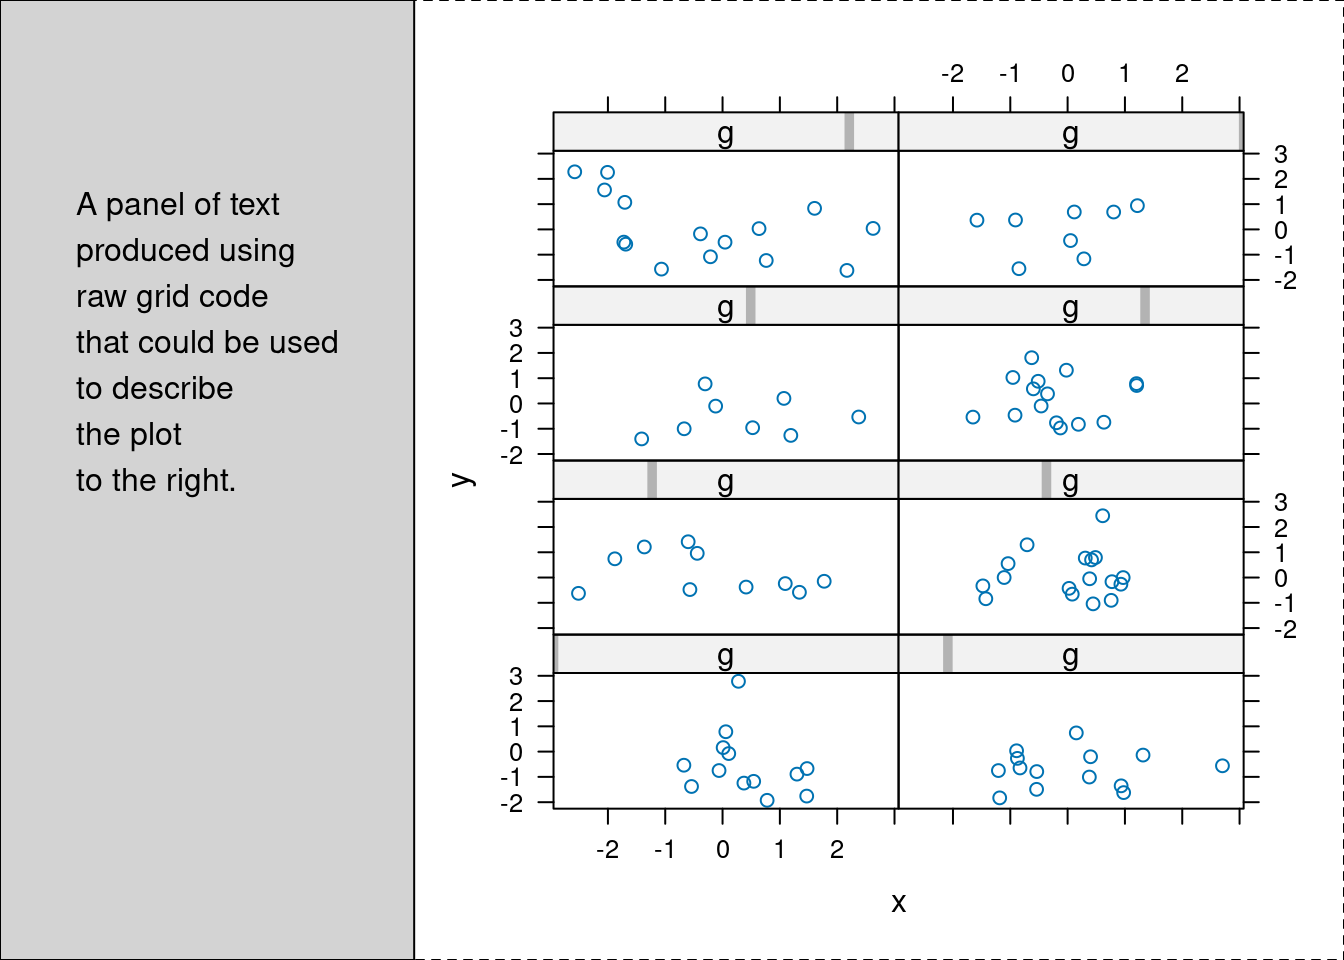 A panel of text
produced using
raw grid code
that could be used
to describe
the plot
to the right.
-2 -1 0 1 2
g g
3
2
1
0
-1
-2
g g
3
2
1
0
-1
-2
g g
3
2
1
0
-1
-2
g g
3
2
1
0
-1
-2
-2 -1 0 1 2
y
x